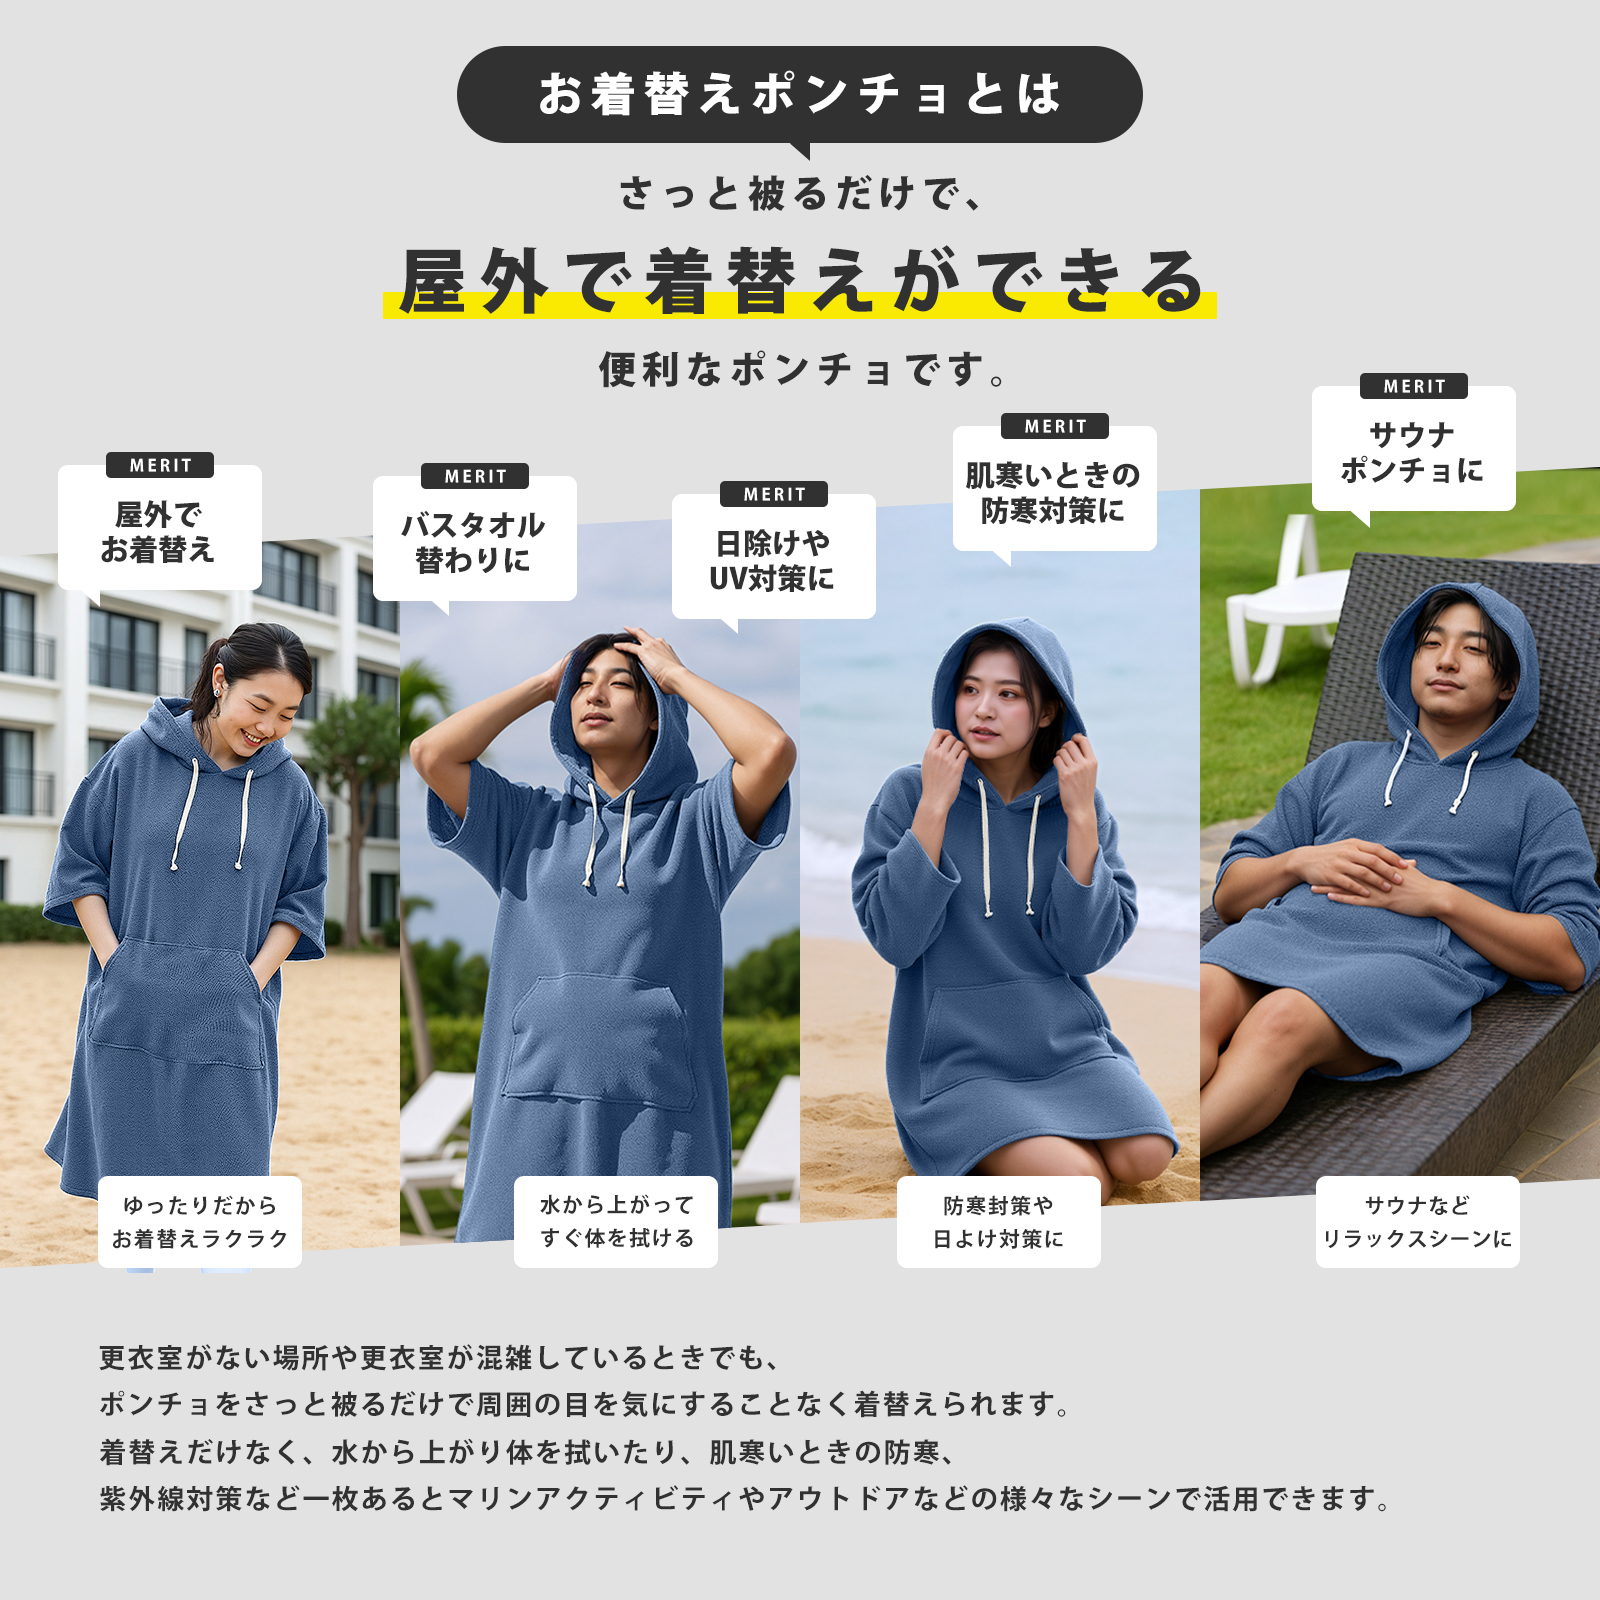 お着替えポンチョとは
さっと被るだけで、
屋外で着替えができる
便利なポンチョです。
MERIT
屋外で
お着替え
MERIT
バスタオル
替わりに
MERIT
日除けや
UV対策に
MERIT
肌寒いときの
防寒対策に
MERIT
サウナ
ポンチョに
ゆったりだから
お着替えラクラク
水から上がって
すぐ体を拭ける
防寒封策や
日よけ対策に
サウナなど
リラックスシーンに
更衣室がない場所や更衣室が混雑しているときでも、
ポンチョをさっと被るだけで周囲の目を気にすることなく着替えられます。
着替えだけなく、水から上がり体を拭いたり、肌寒いときの防寒、
紫外線対策など一枚あるとマリンアクティビティやアウトドアなどの様々なシーンで活用できます。